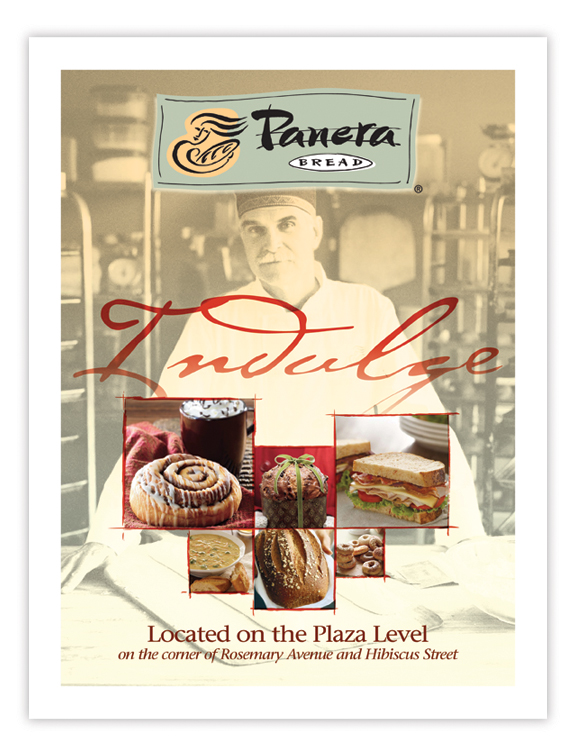 Panera
BREAD
®
Indulge
Located on the Plaza Level
on the corner of Rosemary Avenue and Hibiscus Street